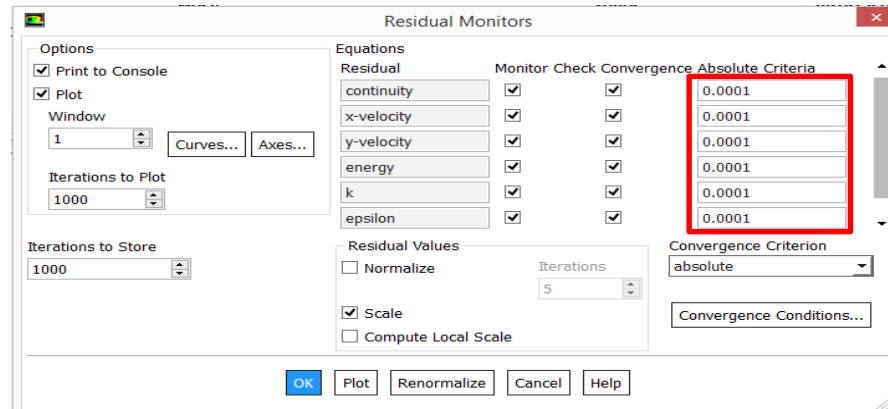 Residual Monitors
Options
Print to Console
Plot
Window
1
Curves...
Axes...
Iterations to Plot
1000
Iterations to Store
1000
Equations
Residual Monitor Check Convergence Absolute Criteria
continuity 0.0001
x-velocity 0.0001
y-velocity 0.0001
energy 0.0001
k 0.0001
epsilon 0.0001
Residual Values
Normalize
Iterations
5
Scale
Compute Local Scale
Convergence Criterion
absolute
Convergence Conditions...
OK Plot Renormalize Cancel Help